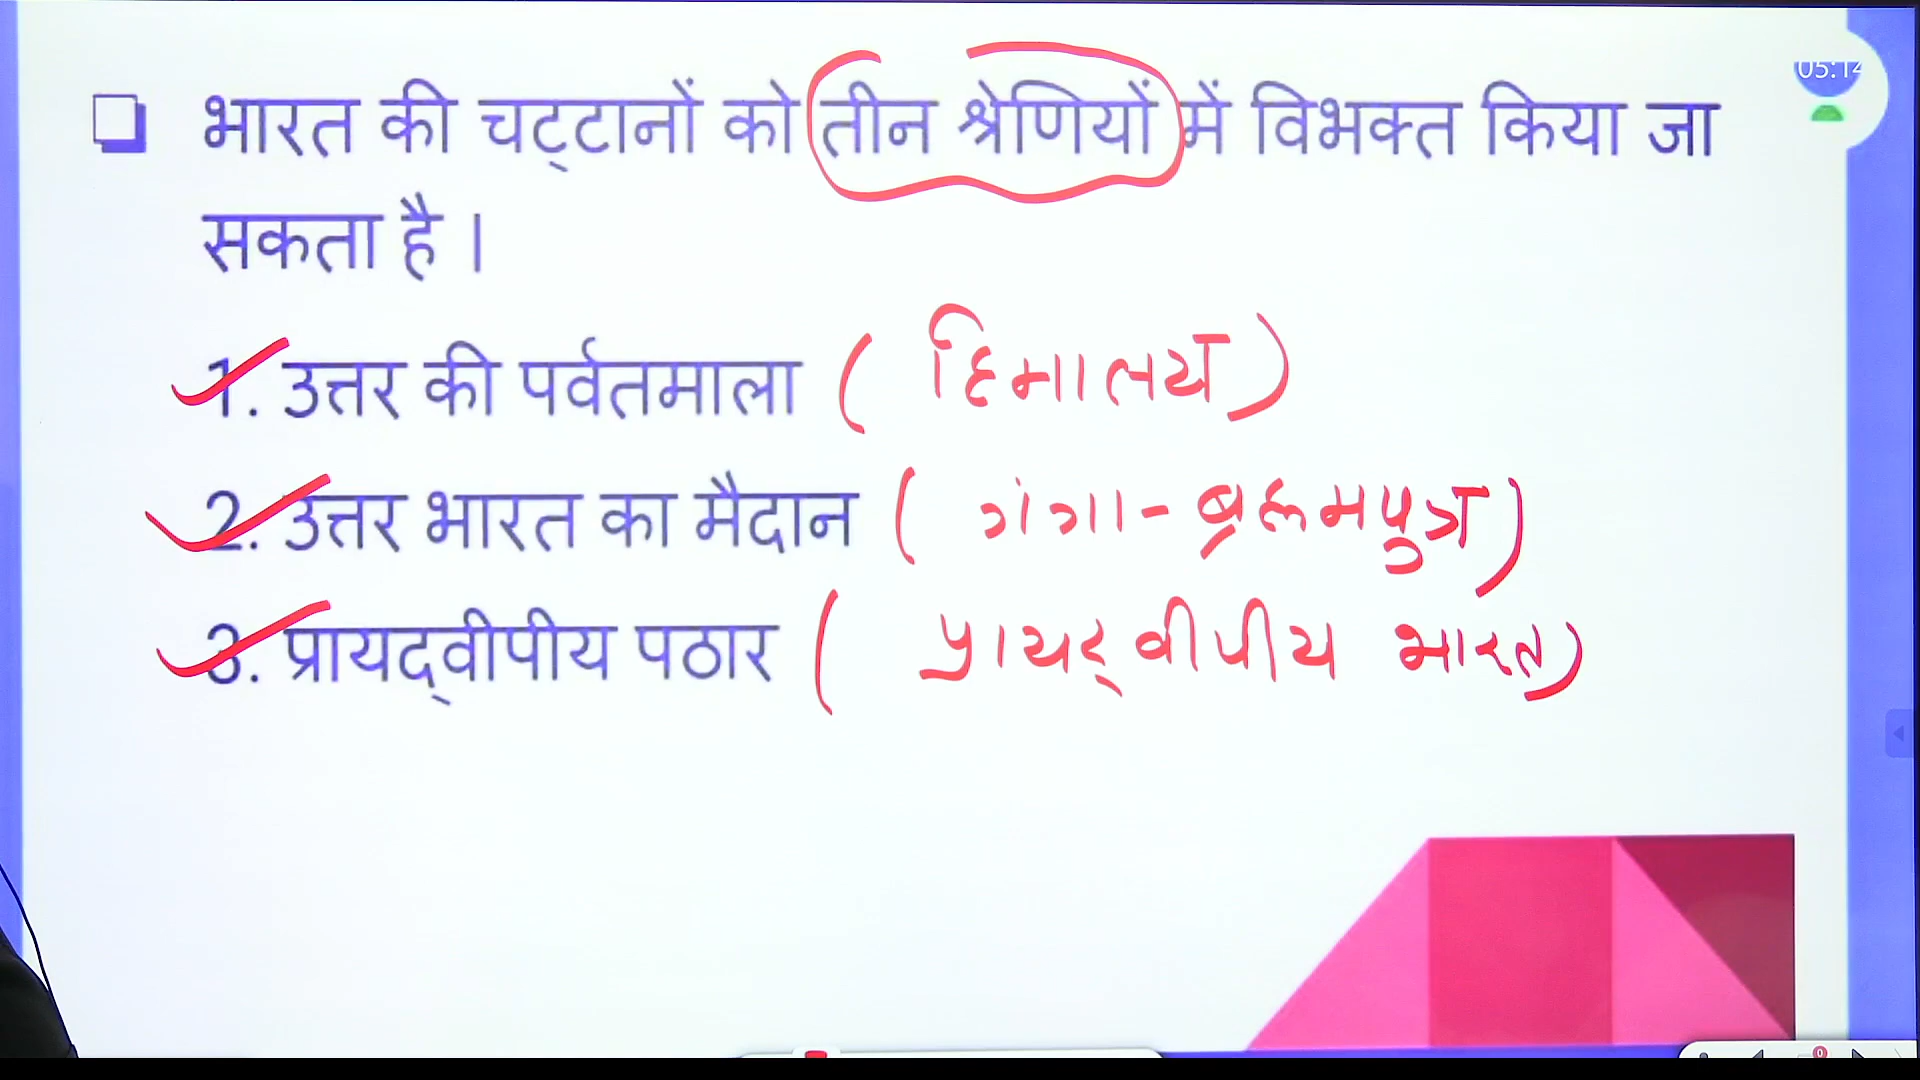 05:14
भारत की चट्टानों को तीन श्रेणियों में विभक्त किया जा
सकता है।
1. उत्तर की पर्वतमाला ( हिमालय )
2. उत्तर भारत का मैदान ( गंगा - ब्रह्मपुत्र )
3. प्रायद्वीपीय पठार ( प्रायद्वीपीय भारत )
0